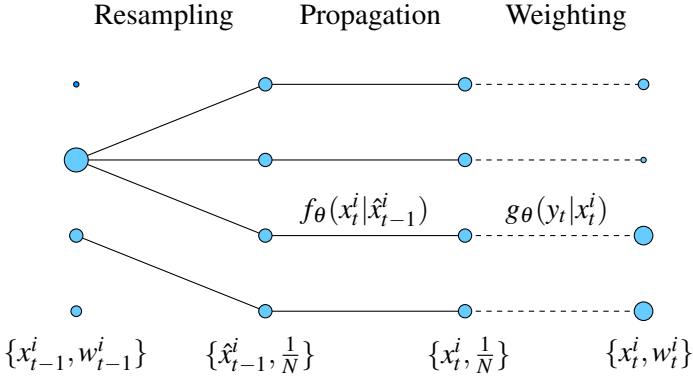 Resampling Propagation Weighting
f_θ(x_t^i|x̂_{t−1}^i) g_θ(y_t|x_t^i)
{x_{t−1}^i, w_{t−1}^i} {x̂_{t−1}^i, 1/N} {x_t^i, 1/N} {x_t^i, w_t^i}